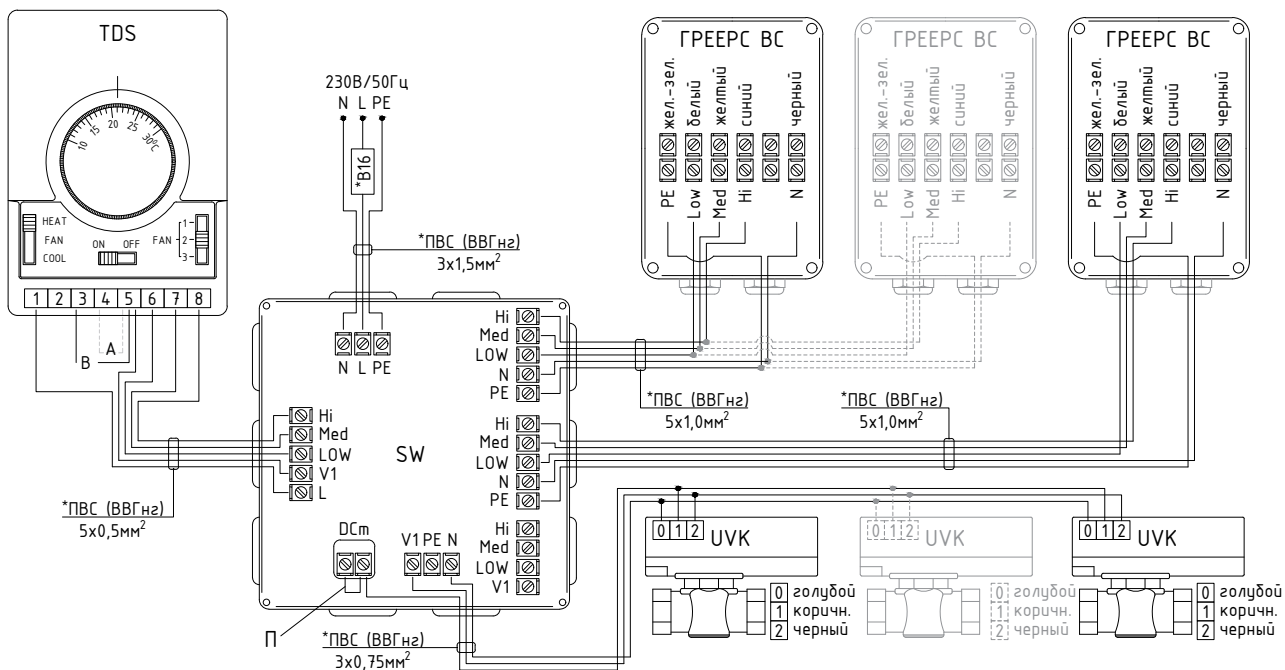 TDS
10 15 20 25 30°C
HEAT
FAN
COOL
ON OFF
FAN
1
2
3
1 2 3 4 5 6 7 8
A
B
230В/50Гц
N L PE
*В16
*ПВС (ВВГнг)
3х1,5мм²
N L PE
SW
Hi
Med
LOW
V1
L
*ПВС (ВВГнг)
5х0,5мм²
Hi
Med
LOW
N
PE
Hi
Med
LOW
N
PE
Hi
Med
LOW
V1
DCm
V1 PE N
П
*ПВС (ВВГнг)
3х0,75мм²
*ПВС (ВВГнг)
5х1,0мм²
*ПВС (ВВГнг)
5х1,0мм²
ГРЕЕРС ВС
жел.-зел. белый желтый синий черный
PE Low Med Hi N
ГРЕЕРС ВС
жел.-зел. белый желтый синий черный
PE Low Med Hi N
ГРЕЕРС ВС
жел.-зел. белый желтый синий черный
PE Low Med Hi N
0 1 2
UVK
0 голубой
1 коричн.
2 черный
0 1 2
UVK
0 голубой
1 коричн.
2 черный
0 1 2
UVK
0 голубой
1 коричн.
2 черный